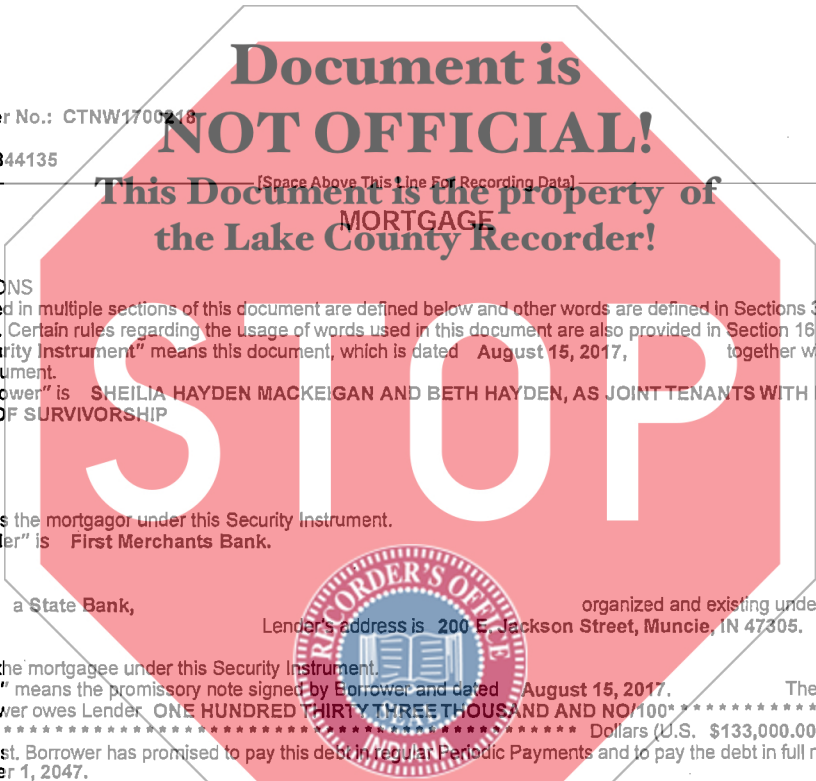 Document is
r No.: CTNW1700218
NOT OFFICIAL!
344135
[Space Above This Line For Recording Data]
This Document is the property of
MORTGAGE
the Lake County Recorder!
ONS
ed in multiple sections of this document are defined below and other words are defined in Sections 3
. Certain rules regarding the usage of words used in this document are also provided in Section 16
rity Instrument" means this document, which is dated August 15, 2017, together w
ument.
ower" is SHEILIA HAYDEN MACKEIGAN AND BETH HAYDEN, AS JOINT TENANTS WITH
OF SURVIVORSHIP
STOP
s the mortgagor under this Security Instrument.
er" is First Merchants Bank.
a State Bank, organized and existing unde
Lender's address is 200 E. Jackson Street, Muncie, IN 47305.
RECORDER'S OFFICE
he mortgagee under this Security Instrument.
" means the promissory note signed by Borrower and dated August 15, 2017. The
wer owes Lender ONE HUNDRED THIRTY THREE THOUSAND AND NO/100* * * * * * * * * * * * * *
* * * * * * * * * * * * * * * * * * * * * * * * * * * * * * * * * * * * * * * * * * * * * * * * * * * Dollars (U.S. $133,000.00
st. Borrower has promised to pay this debt in regular Periodic Payments and to pay the debt in full
er 1, 2047.